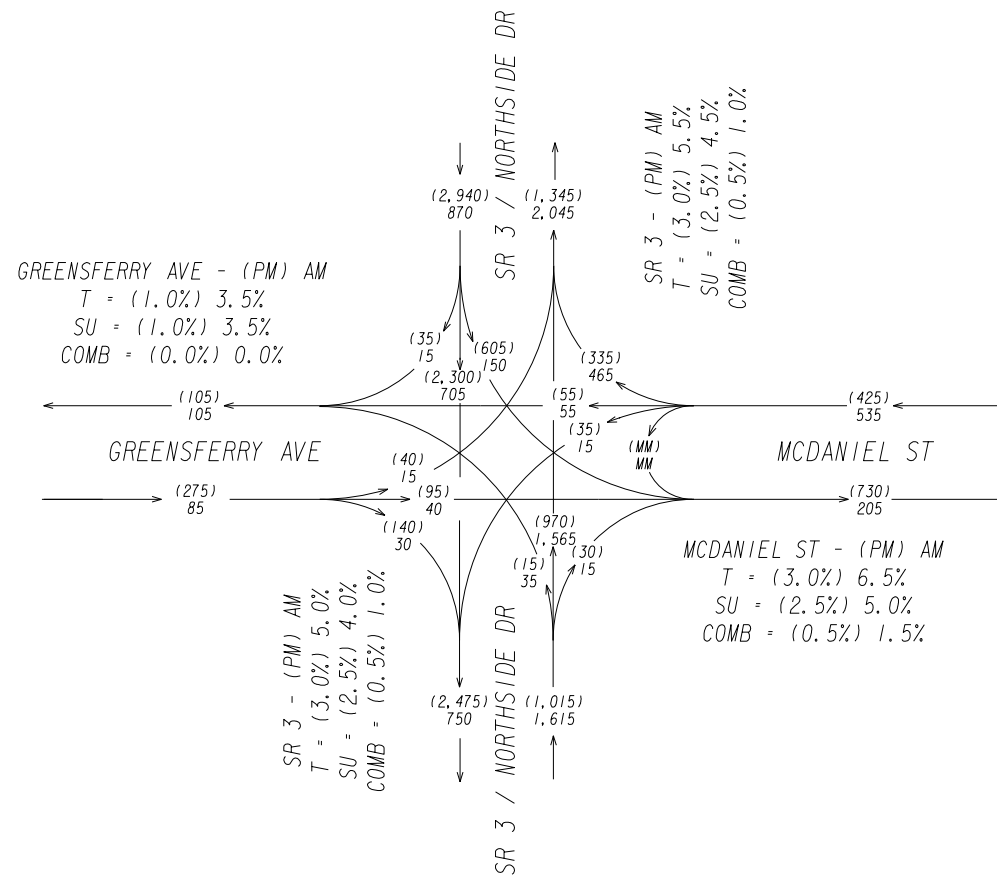 SR 3 / NORTHSIDE DR
SR 3 - (PM) AM
T = (3.0%) 5.5%
SU = (2.5%) 4.5%
COMB = (0.5%) 1.0%
(2,940)
870
(1,345)
2,045
GREENSFERRY AVE - (PM) AM
T = (1.0%) 3.5%
SU = (1.0%) 3.5%
COMB = (0.0%) 0.0%
(35)
15
(605)
150
(2,300)
705
(335)
465
(105)
105
(55)
55
(425)
535
(35)
15
(MM)
MM
GREENSFERRY AVE
MCDANIEL ST
(40)
15
(275)
85
(95)
40
(730)
205
(140)
30
(970)
1,565
(15)
35
(30)
15
MCDANIEL ST - (PM) AM
T = (3.0%) 6.5%
SU = (2.5%) 5.0%
COMB = (0.5%) 1.5%
SR 3 - (PM) AM
T = (3.0%) 5.0%
SU = (2.5%) 4.0%
COMB = (0.5%) 1.0%
(2,475)
750
(1,015)
1,615
SR 3 / NORTHSIDE DR